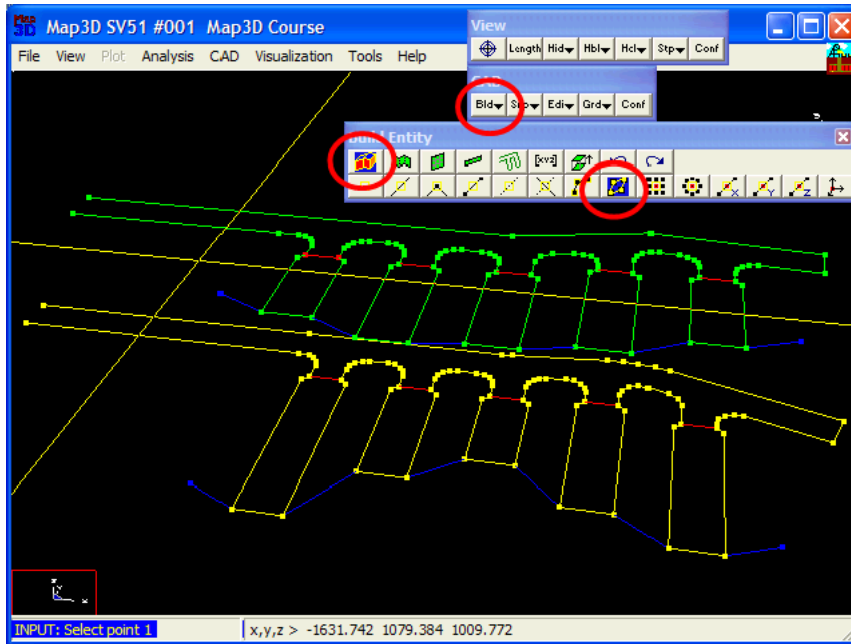 Map 3D Map3D SV51 #001 Map3D Course
File View Plot Analysis CAD Visualization Tools Help
View
Length Hid Hbl Hcl Stp Conf
CAD
Bld Edi Grd Conf
Build Entity
[xyz]
X Y Z
INPUT: Select point 1 x,y,z > -1631.742 1079.384 1009.772